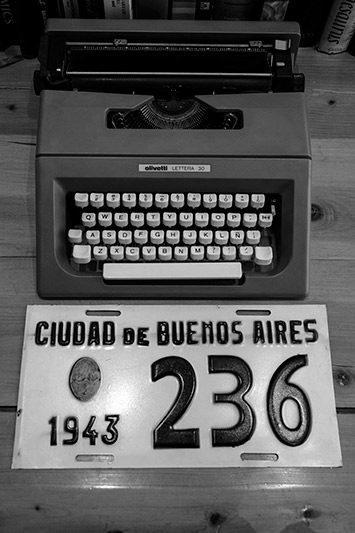 olivetti LETTERA 30
Q W E R T Y U I O P
A S D F G H J K L Ñ
Z X C V B N M
CIUDAD DE BUENOS AIRES
1943 236